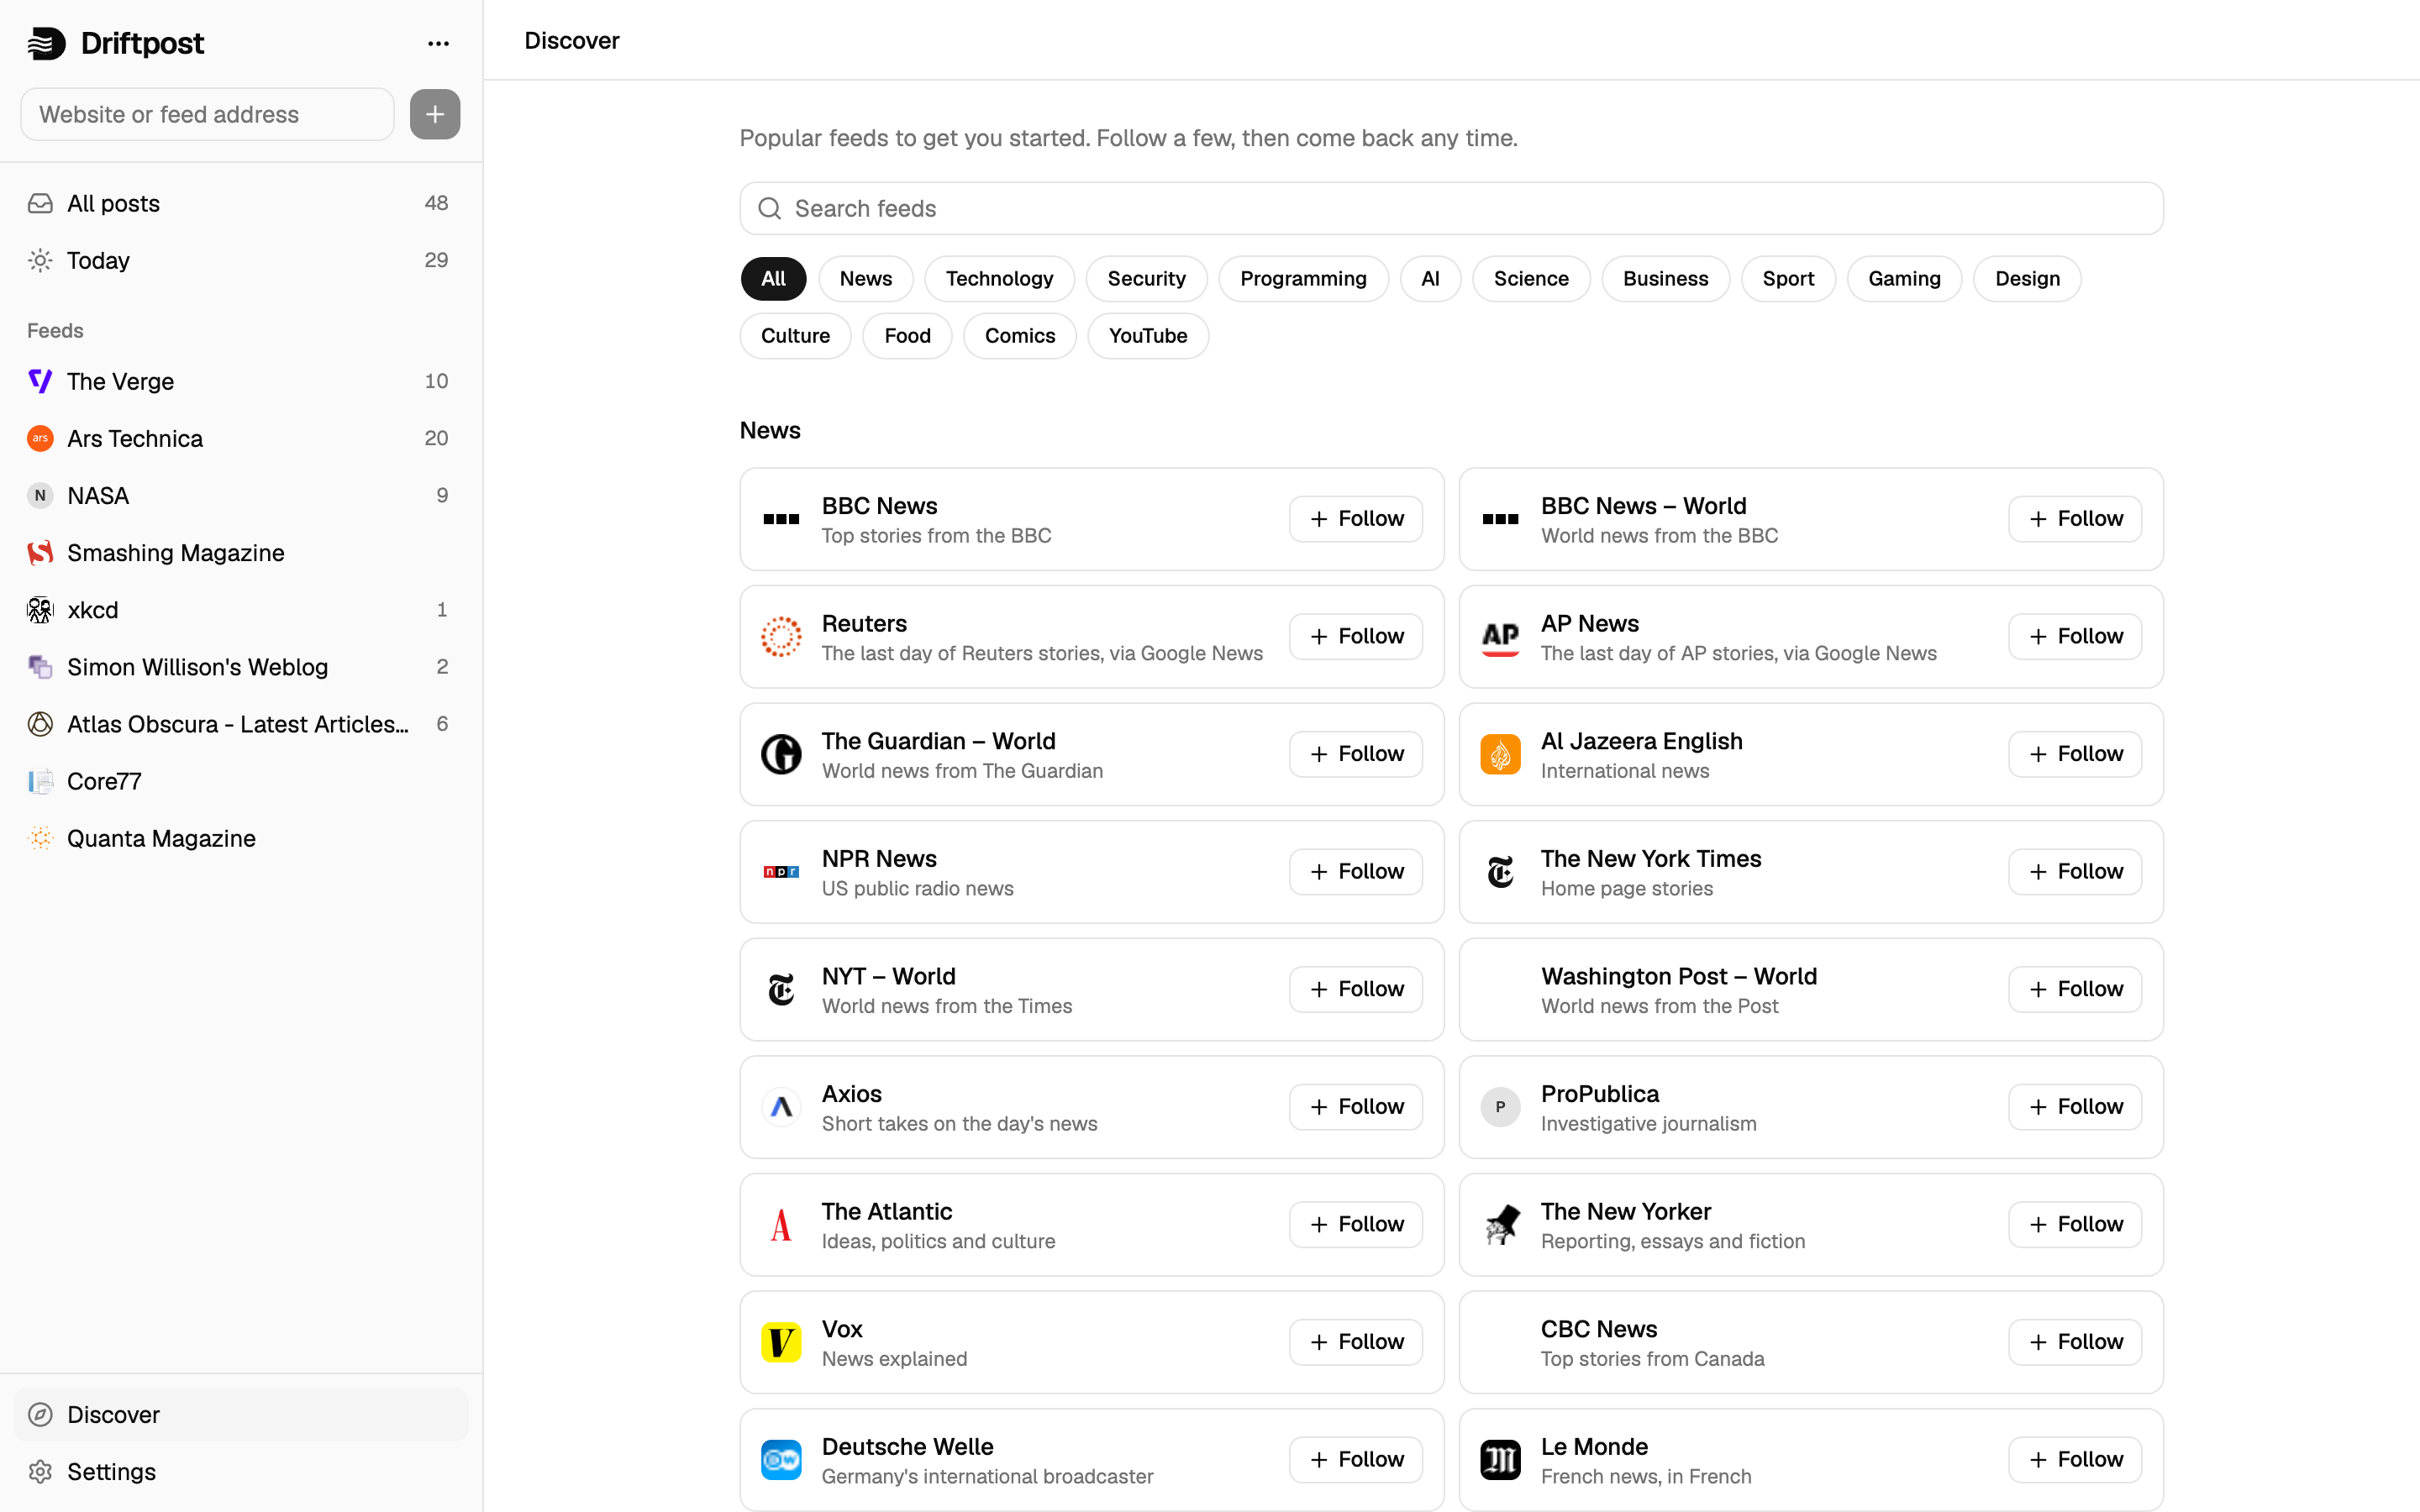 Driftpost
Website or feed address
All posts 48
Today 29
Feeds
The Verge 10
ars Ars Technica 20
N NASA 9
Smashing Magazine
xkcd 1
Simon Willison's Weblog 2
Atlas Obscura - Latest Articles... 6
Core77
Quanta Magazine
Discover
Settings
Discover
Popular feeds to get you started. Follow a few, then come back any time.
Search feeds
All News Technology Security Programming AI Science Business Sport Gaming Design
Culture Food Comics YouTube
News
BBC News
Top stories from the BBC
+ Follow
BBC News – World
World news from the BBC
+ Follow
Reuters
The last day of Reuters stories, via Google News
+ Follow
AP
AP News
The last day of AP stories, via Google News
+ Follow
G
The Guardian – World
World news from The Guardian
+ Follow
Al Jazeera English
International news
+ Follow
npr
NPR News
US public radio news
+ Follow
T
The New York Times
Home page stories
+ Follow
T
NYT – World
World news from the Times
+ Follow
Washington Post – World
World news from the Post
+ Follow
Axios
Short takes on the day's news
+ Follow
P
ProPublica
Investigative journalism
+ Follow
A
The Atlantic
Ideas, politics and culture
+ Follow
The New Yorker
Reporting, essays and fiction
+ Follow
V
Vox
News explained
+ Follow
CBC News
Top stories from Canada
+ Follow
DW
Deutsche Welle
Germany's international broadcaster
+ Follow
M
Le Monde
French news, in French
+ Follow